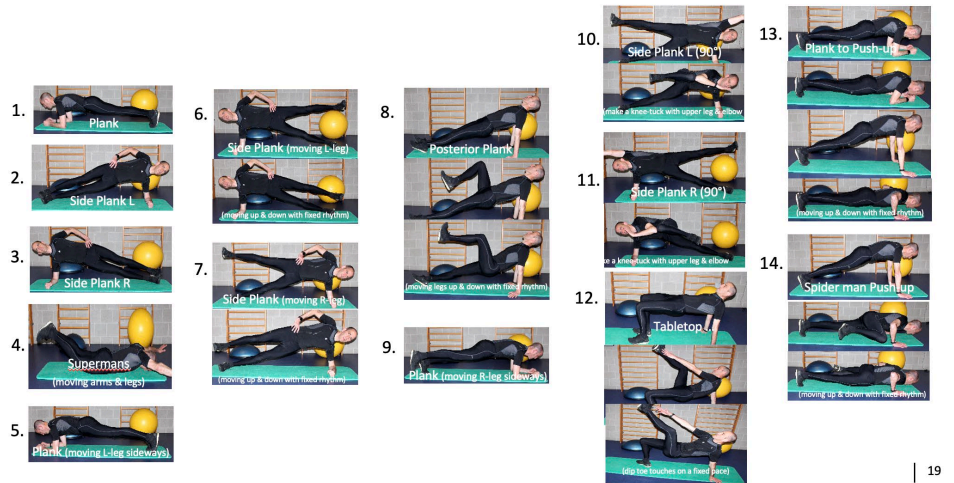 1.
Plank
2.
Side Plank L
3.
Side Plank R
4.
Supermans
(moving arms & legs)
5.
Plank (moving L-leg sideways)
6.
Side Plank (moving L-leg)
(moving up & down with fixed rhythm)
7.
Side Plank (moving R-leg)
(moving up & down with fixed rhythm)
8.
Posterior Plank
(moving legs up & down with fixed rhythm)
9.
Plank (moving R-leg sideways)
10.
Side Plank L (90°)
(make a knee-tuck with upper leg & elbow
11.
Side Plank R (90°)
ke a knee-tuck with upper leg & elbow
12.
Tabletop
(dip toe touches on a fixed pace)
13.
Plank to Push-up
(moving up & down with fixed rhythm)
14.
Spider man Push-up
(moving up & down with fixed rhythm)
19